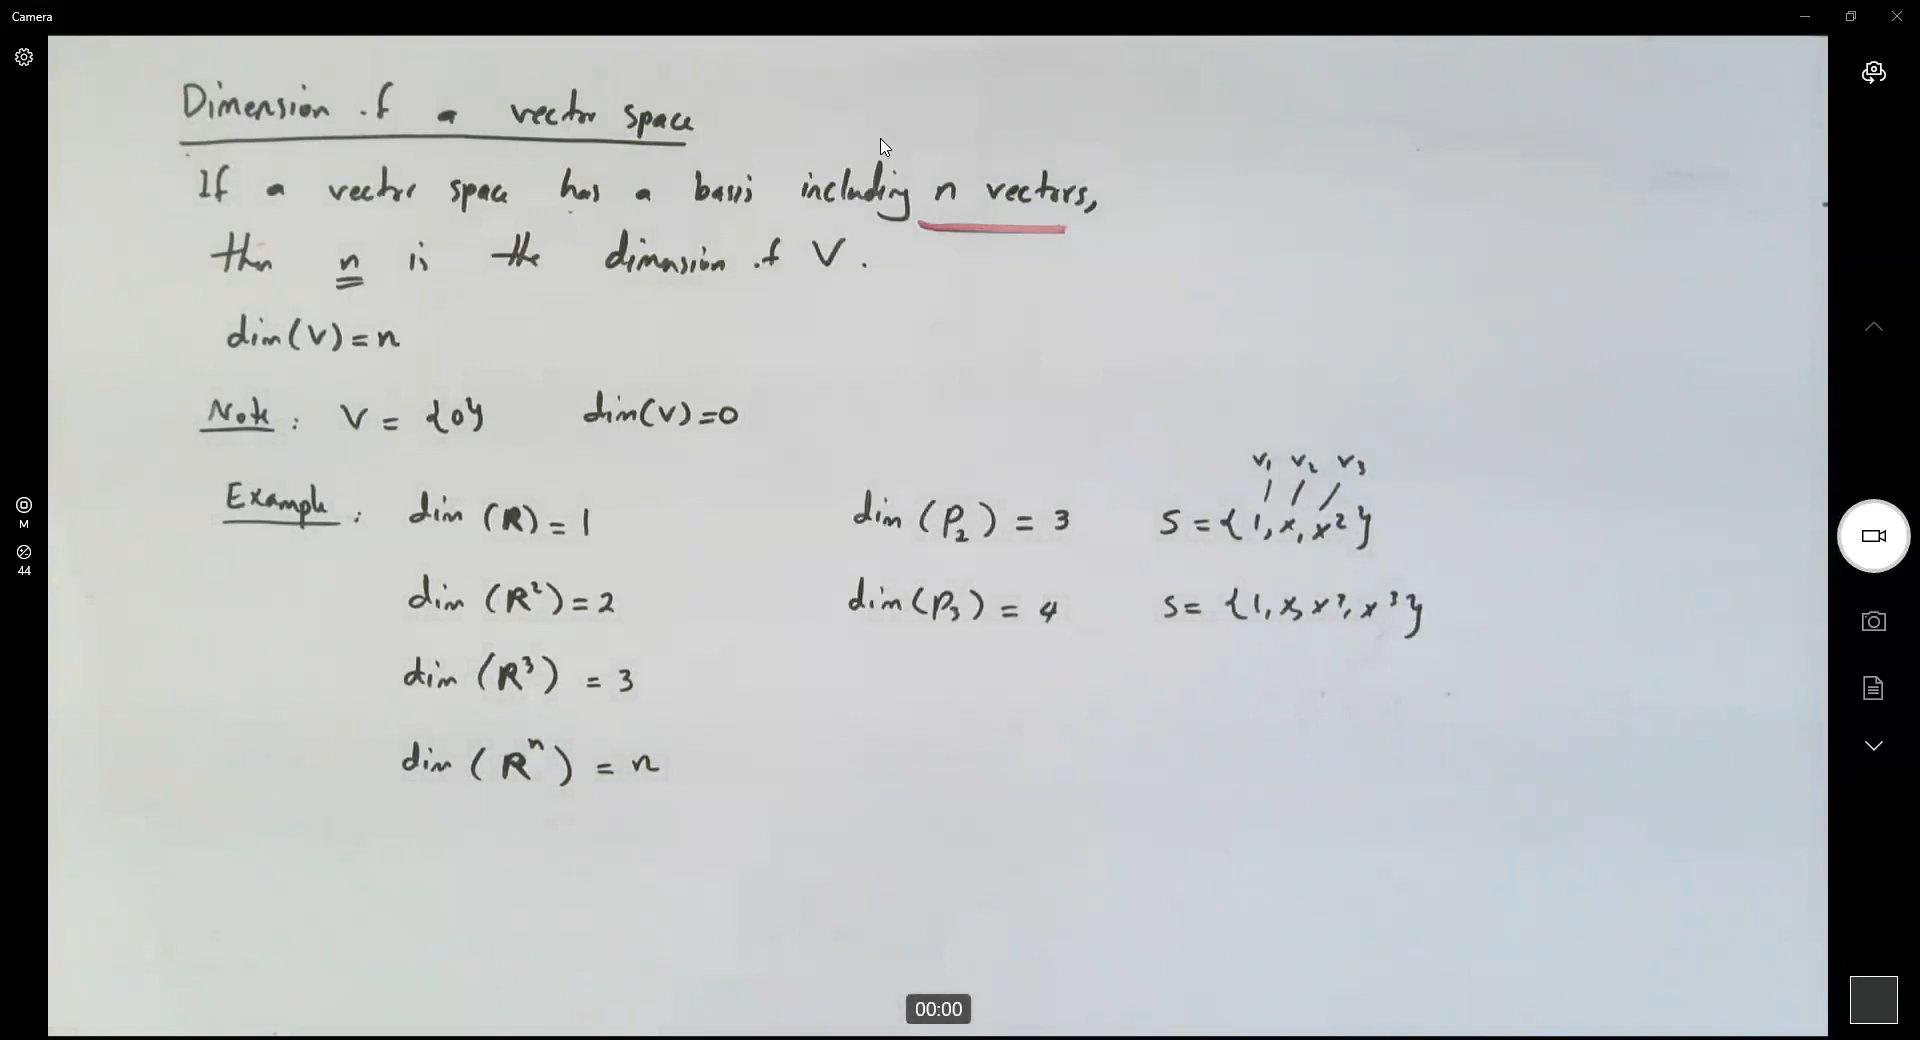 Camera
Dimension of a vector space
If a vector space has a basis including n vectors,
then n is the dimension of V.
dim(V) = n
Note: V = {0} dim(V) = 0
v₁ v₂ v₃
Example: dim (R) = 1 dim (P₂) = 3 S = {1, x, x²}
dim (R²) = 2 dim (P₃) = 4 S = {1, x, x², x³}
dim (R³) = 3
dim (Rⁿ) = n
M
44
00:00